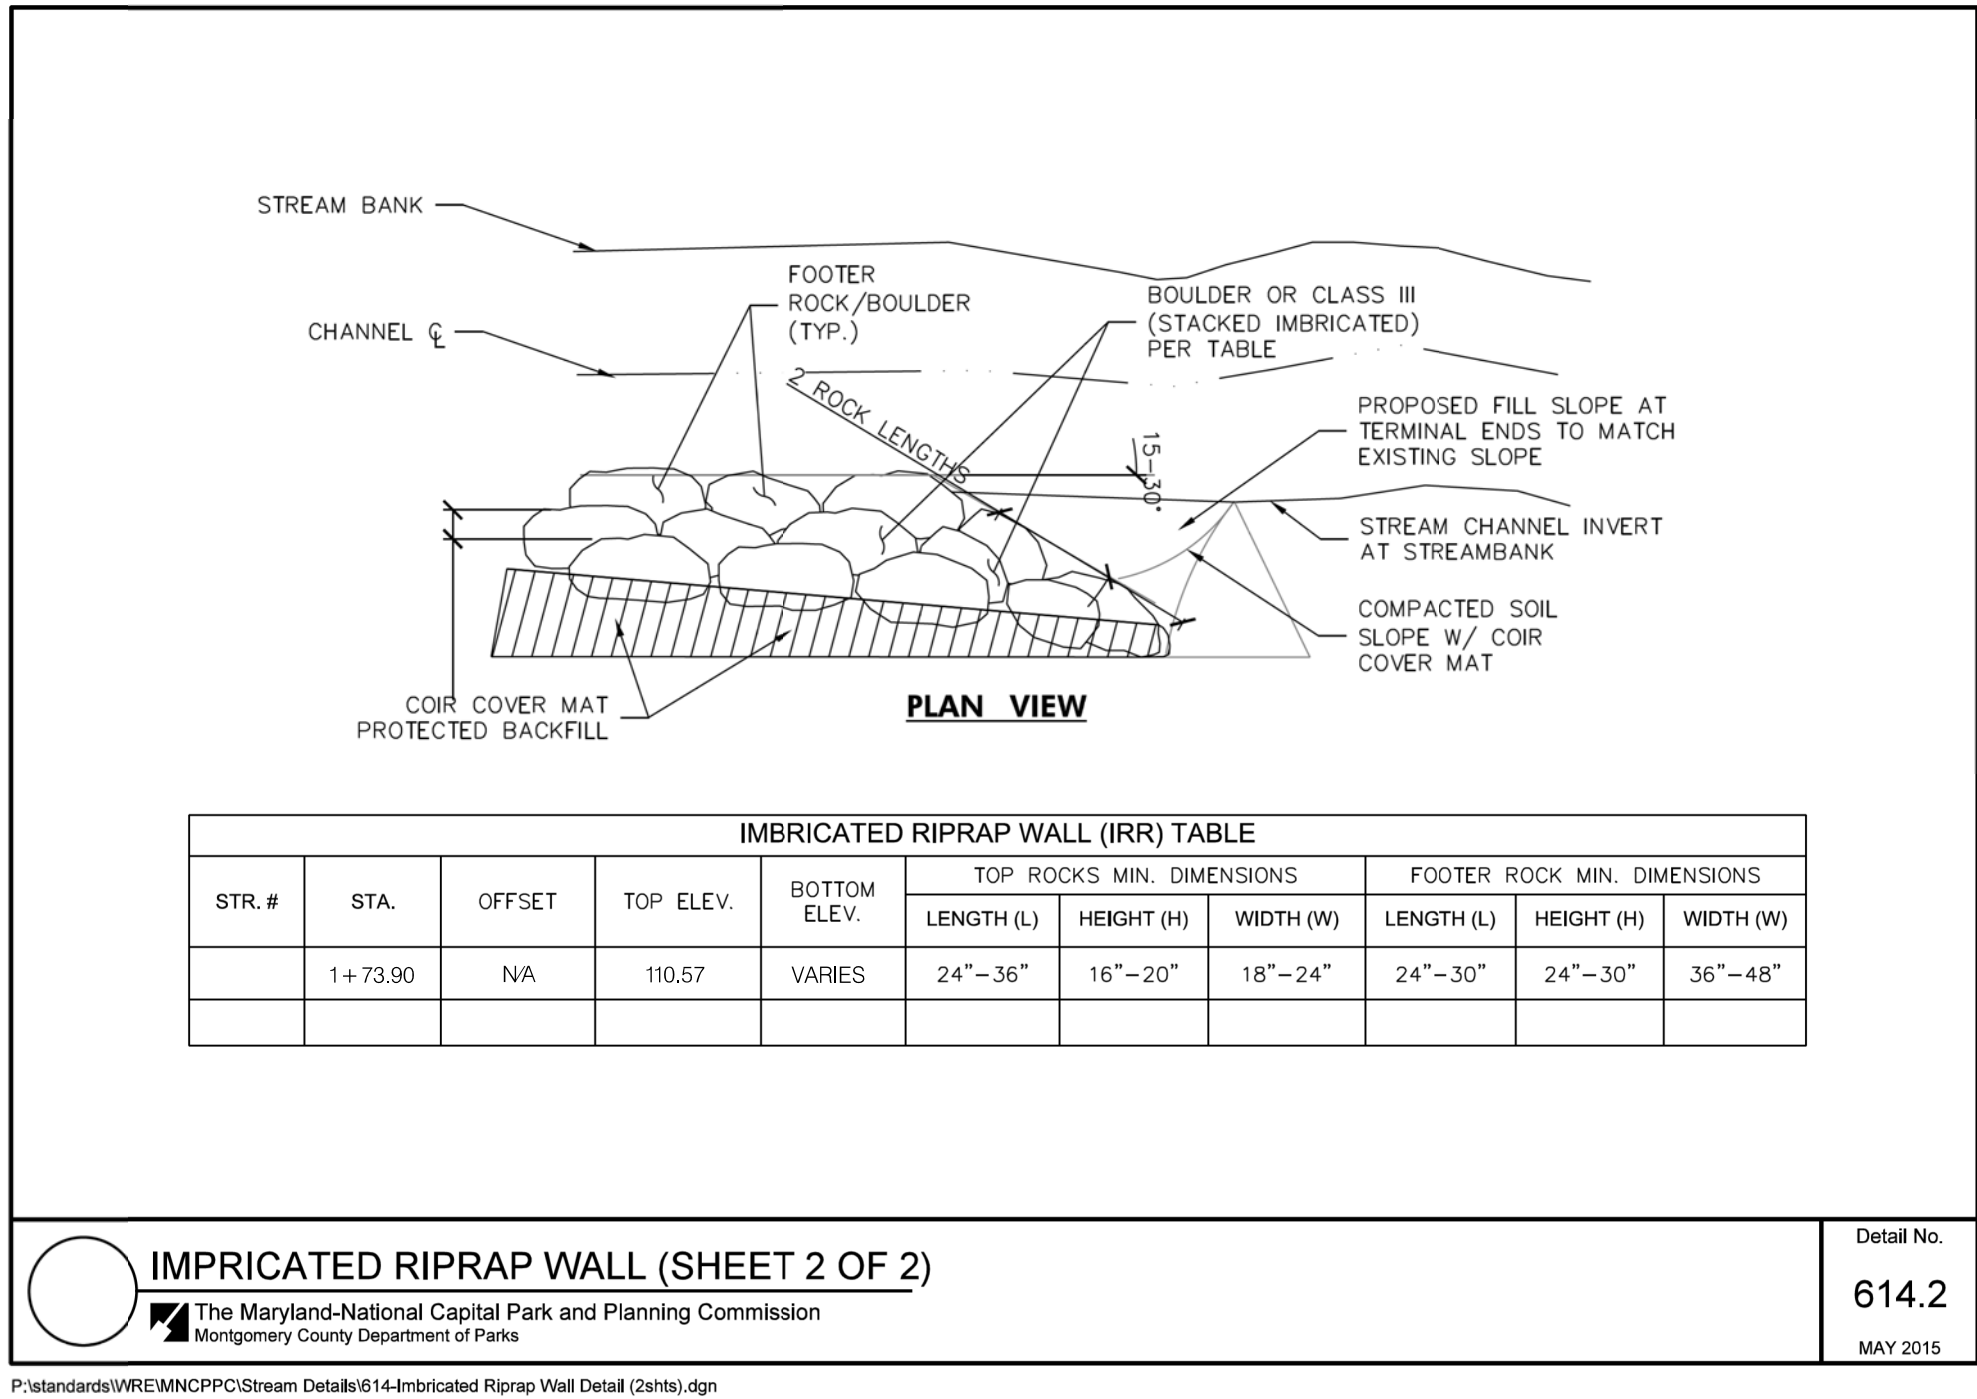 STREAM BANK
FOOTER
ROCK/BOULDER
(TYP.)
BOULDER OR CLASS III
(STACKED IMBRICATED)
PER TABLE
CHANNEL ℄
2 ROCK LENGTHS
15-30°
PROPOSED FILL SLOPE AT
TERMINAL ENDS TO MATCH
EXISTING SLOPE
STREAM CHANNEL INVERT
AT STREAMBANK
COMPACTED SOIL
SLOPE W/ COIR
COVER MAT
COIR COVER MAT
PROTECTED BACKFILL
PLAN VIEW
IMBRICATED RIPRAP WALL (IRR) TABLE
STR. # STA. OFFSET TOP ELEV. BOTTOM ELEV. TOP ROCKS MIN. DIMENSIONS FOOTER ROCK MIN. DIMENSIONS
LENGTH (L) HEIGHT (H) WIDTH (W) LENGTH (L) HEIGHT (H) WIDTH (W)
1+73.90 N/A 110.57 VARIES 24"-36" 16"-20" 18"-24" 24"-30" 24"-30" 36"-48"
IMPRICATED RIPRAP WALL (SHEET 2 OF 2)
The Maryland-National Capital Park and Planning Commission
Montgomery County Department of Parks
Detail No.
614.2
MAY 2015
P:\standards\WRE\MNCPPC\Stream Details\614-Imbricated Riprap Wall Detail (2shts).dgn